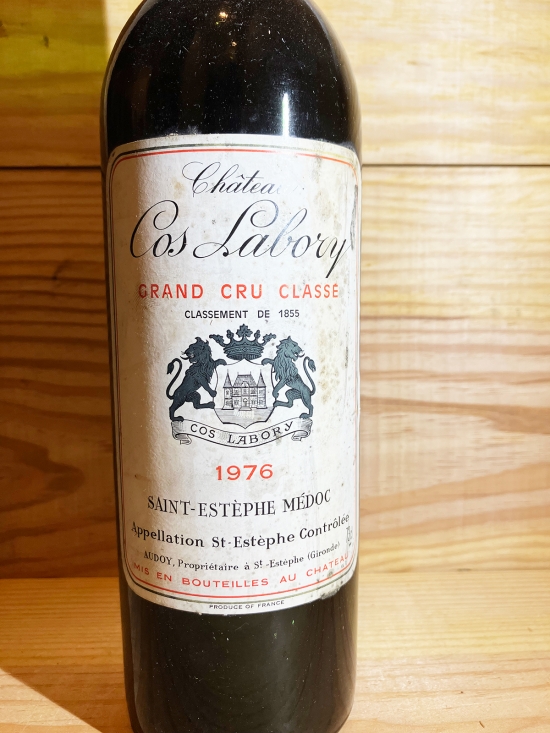 Château
Cos Labory
GRAND CRU CLASSÉ
CLASSEMENT DE 1855
COS LABORY
1976
SAINT-ESTÈPHE MÉDOC
Appellation St-Estèphe Contrôlée
AUDOY, Propriétaire à St-Estèphe (Gironde)
MIS EN BOUTEILLES AU CHATEAU
PRODUCE OF FRANCE